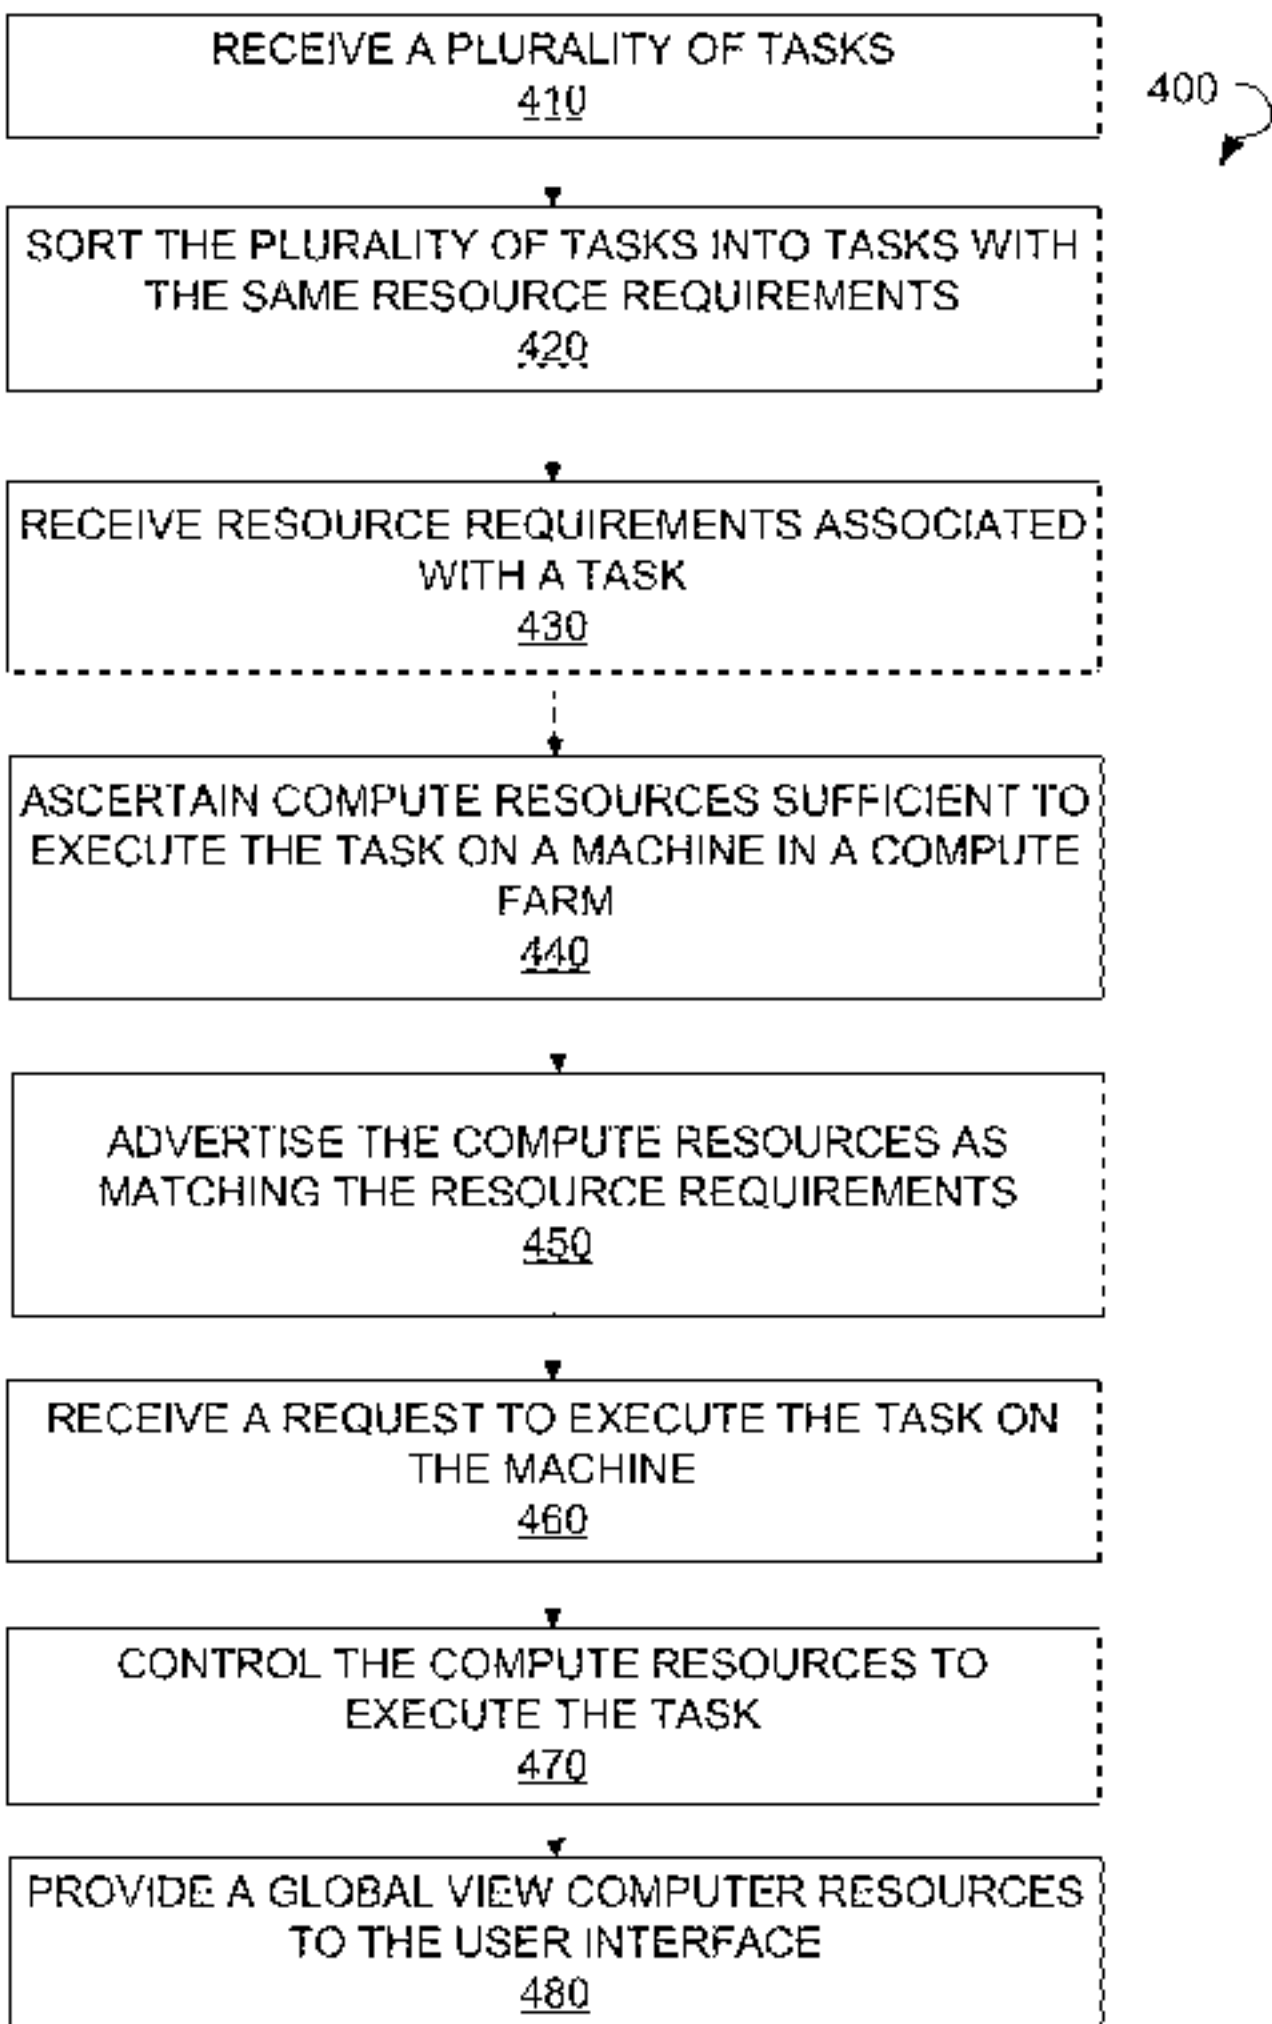 RECEIVE A PLURALITY OF TASKS
410
400
SORT THE PLURALITY OF TASKS INTO TASKS WITH
THE SAME RESOURCE REQUIREMENTS
420
RECEIVE RESOURCE REQUIREMENTS ASSOCIATED
WITH A TASK
430
ASCERTAIN COMPUTE RESOURCES SUFFICIENT TO
EXECUTE THE TASK ON A MACHINE IN A COMPUTE
FARM
440
ADVERTISE THE COMPUTE RESOURCES AS
MATCHING THE RESOURCE REQUIREMENTS
450
RECEIVE A REQUEST TO EXECUTE THE TASK ON
THE MACHINE
460
CONTROL THE COMPUTE RESOURCES TO
EXECUTE THE TASK
470
PROVIDE A GLOBAL VIEW COMPUTER RESOURCES
TO THE USER INTERFACE
480